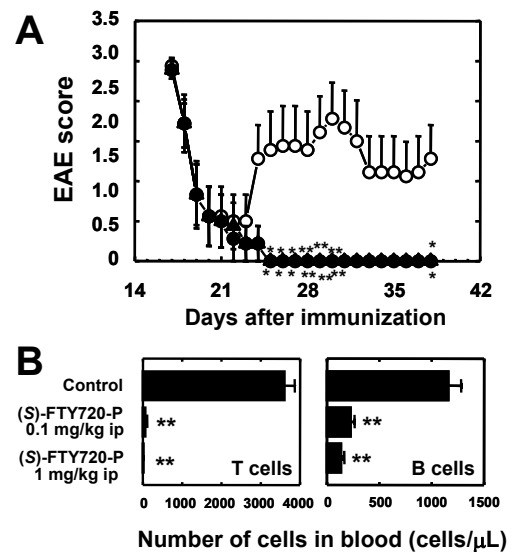 A
EAE score
3.5
3.0
2.5
2.0
1.5
1.0
0.5
0
* * * ** ** ** *
* * * ** ** ** *
14 21 28 35 42
Days after immunization
B
Control
(S)-FTY720-P
0.1 mg/kg ip
(S)-FTY720-P
1 mg/kg ip
**
**
T cells
0 1000 2000 3000 4000
**
**
B cells
0 500 1000 1500
Number of cells in blood (cells/μL)